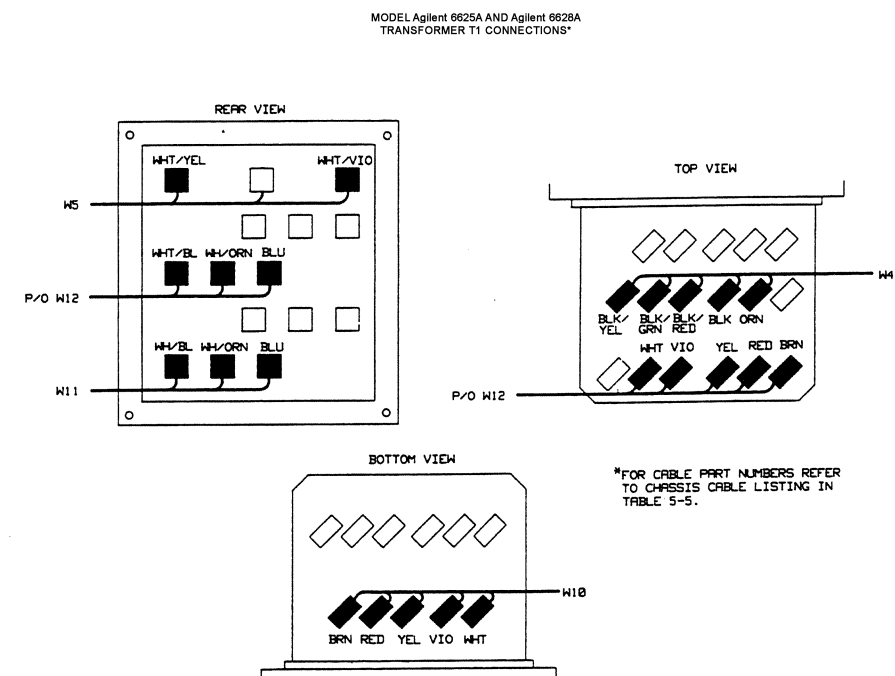 MODEL Agilent 6625A AND Agilent 6628A
TRANSFORMER T1 CONNECTIONS*
REAR VIEW
WHT/YEL WHT/VIO
W5
WHT/BL WH/ORN BLU
P/O W12
WH/BL WH/ORN BLU
W11
TOP VIEW
W4
BLK/YEL BLK/GRN BLK/RED BLK ORN
WHT VIO YEL RED BRN
P/O W12
BOTTOM VIEW
*FOR CABLE PART NUMBERS REFER
TO CHASSIS CABLE LISTING IN
TABLE 5-5.
W10
BRN RED YEL VIO WHT